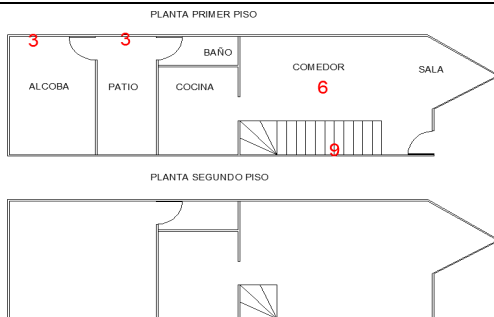 PLANTA PRIMER PISO
3 3
BAÑO
COMEDOR
SALA
ALCOBA PATIO COCINA
6
9
PLANTA SEGUNDO PISO